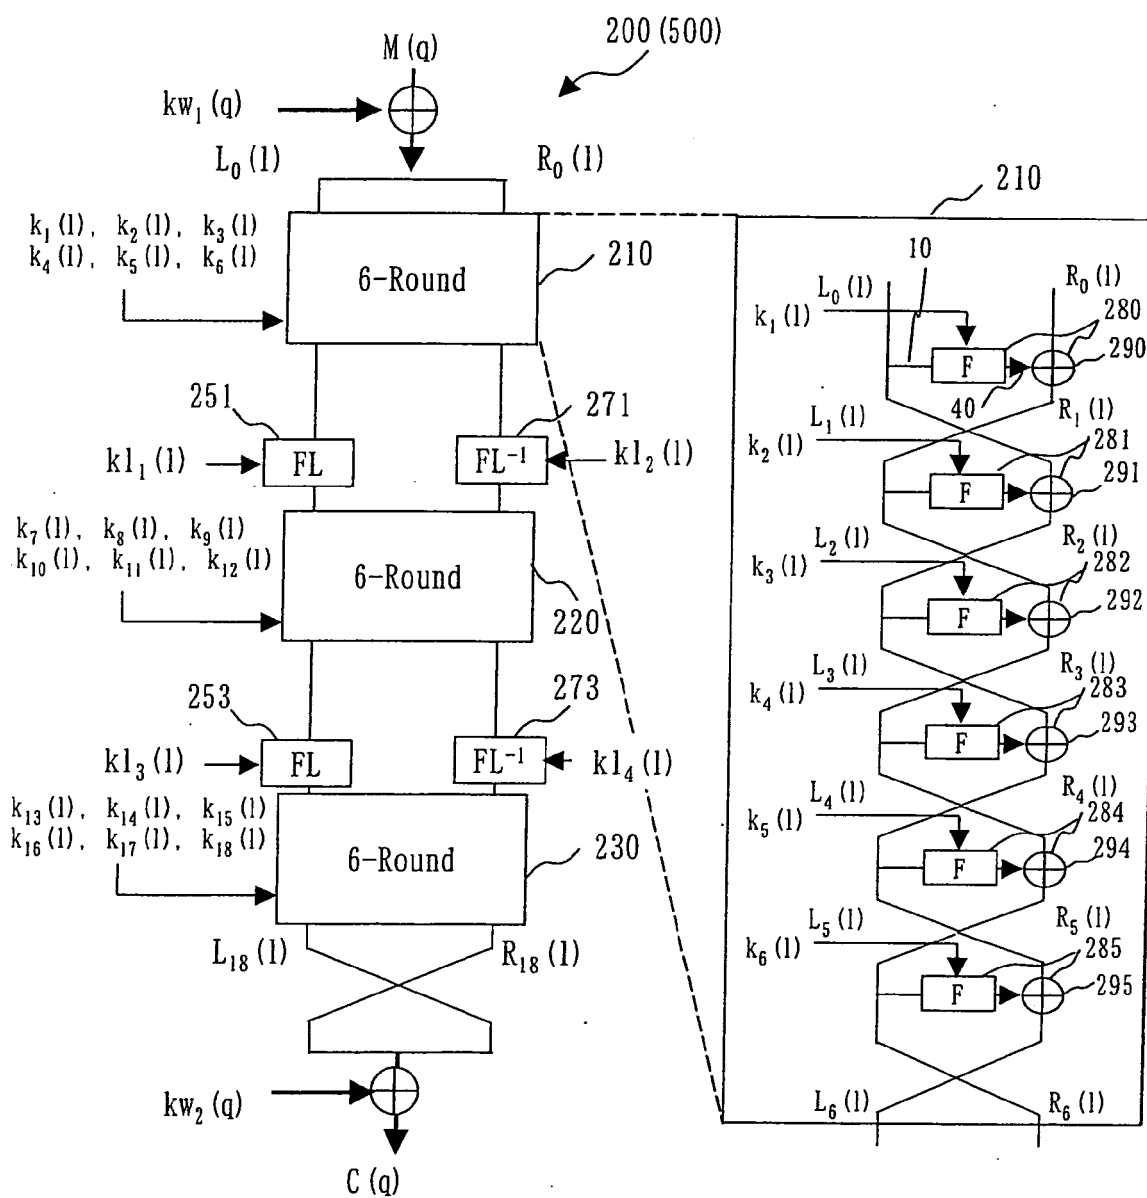 200(500)
M(q)
kw₁(q)
L₀(l) R₀(l)
k₁(l), k₂(l), k₃(l)
k₄(l), k₅(l), k₆(l)
6-Round
210
251
271
kl₁(l)
FL
FL⁻¹
kl₂(l)
k₇(l), k₈(l), k₉(l)
k₁₀(l), k₁₁(l), k₁₂(l)
6-Round
220
253
273
kl₃(l)
FL
FL⁻¹
kl₄(l)
k₁₃(l), k₁₄(l), k₁₅(l)
k₁₆(l), k₁₇(l), k₁₈(l)
6-Round
230
L₁₈(l) R₁₈(l)
kw₂(q)
C(q)
210
10
L₀(l) R₀(l)
k₁(l)
F
280
290
40
L₁(l) R₁(l)
k₂(l)
F
281
291
L₂(l) R₂(l)
k₃(l)
F
282
292
L₃(l) R₃(l)
k₄(l)
F
283
293
L₄(l) R₄(l)
k₅(l)
F
284
294
L₅(l) R₅(l)
k₆(l)
F
285
295
L₆(l) R₆(l)